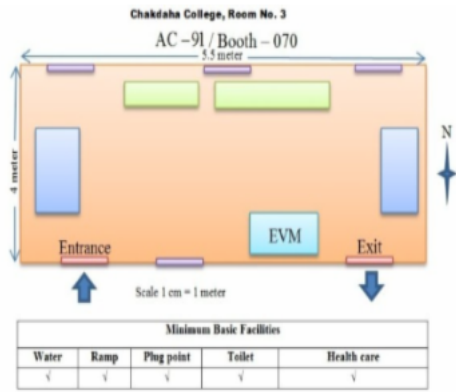 Chakdaha College, Room No. 3
AC – 91 / Booth – 070
5.5 meter
4 meter
N
EVM
Entrance
Exit
Scale 1 cm = 1 meter
Minimum Basic Facilities
Water Ramp Plug point Toilet Health care
√ √ √ √ √